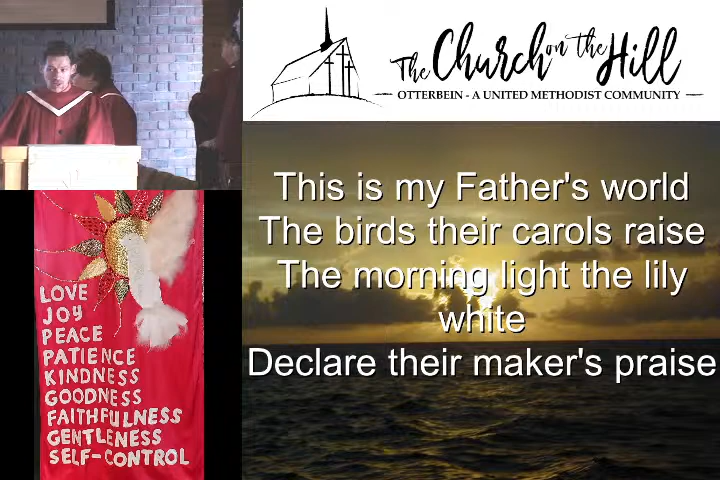 The Church on the Hill
OTTERBEIN - A UNITED METHODIST COMMUNITY
This is my Father's world
The birds their carols raise
The morning light the lily
white
Declare their maker's praise
LOVE
JOY
PEACE
PATIENCE
KINDNESS
GOODNESS
FAITHFULNESS
GENTLENESS
SELF-CONTROL